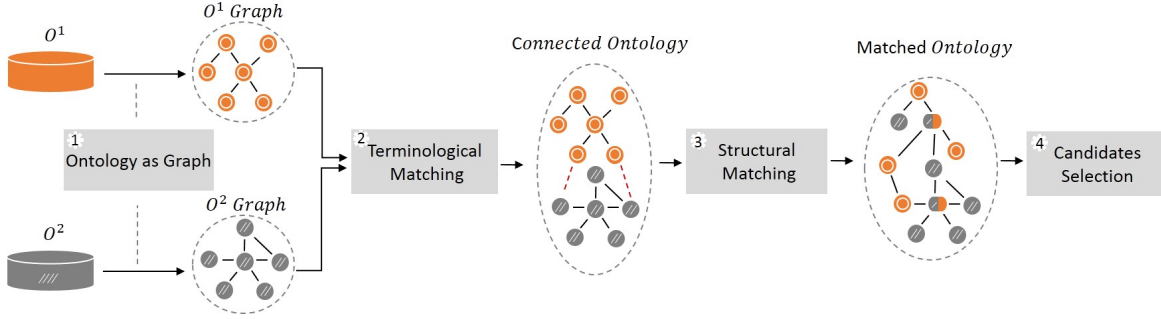 O¹
O¹ Graph
Connected Ontology
Matched Ontology
1
Ontology as Graph
2
Terminological
Matching
3
Structural
Matching
4
Candidates
Selection
O²
O² Graph